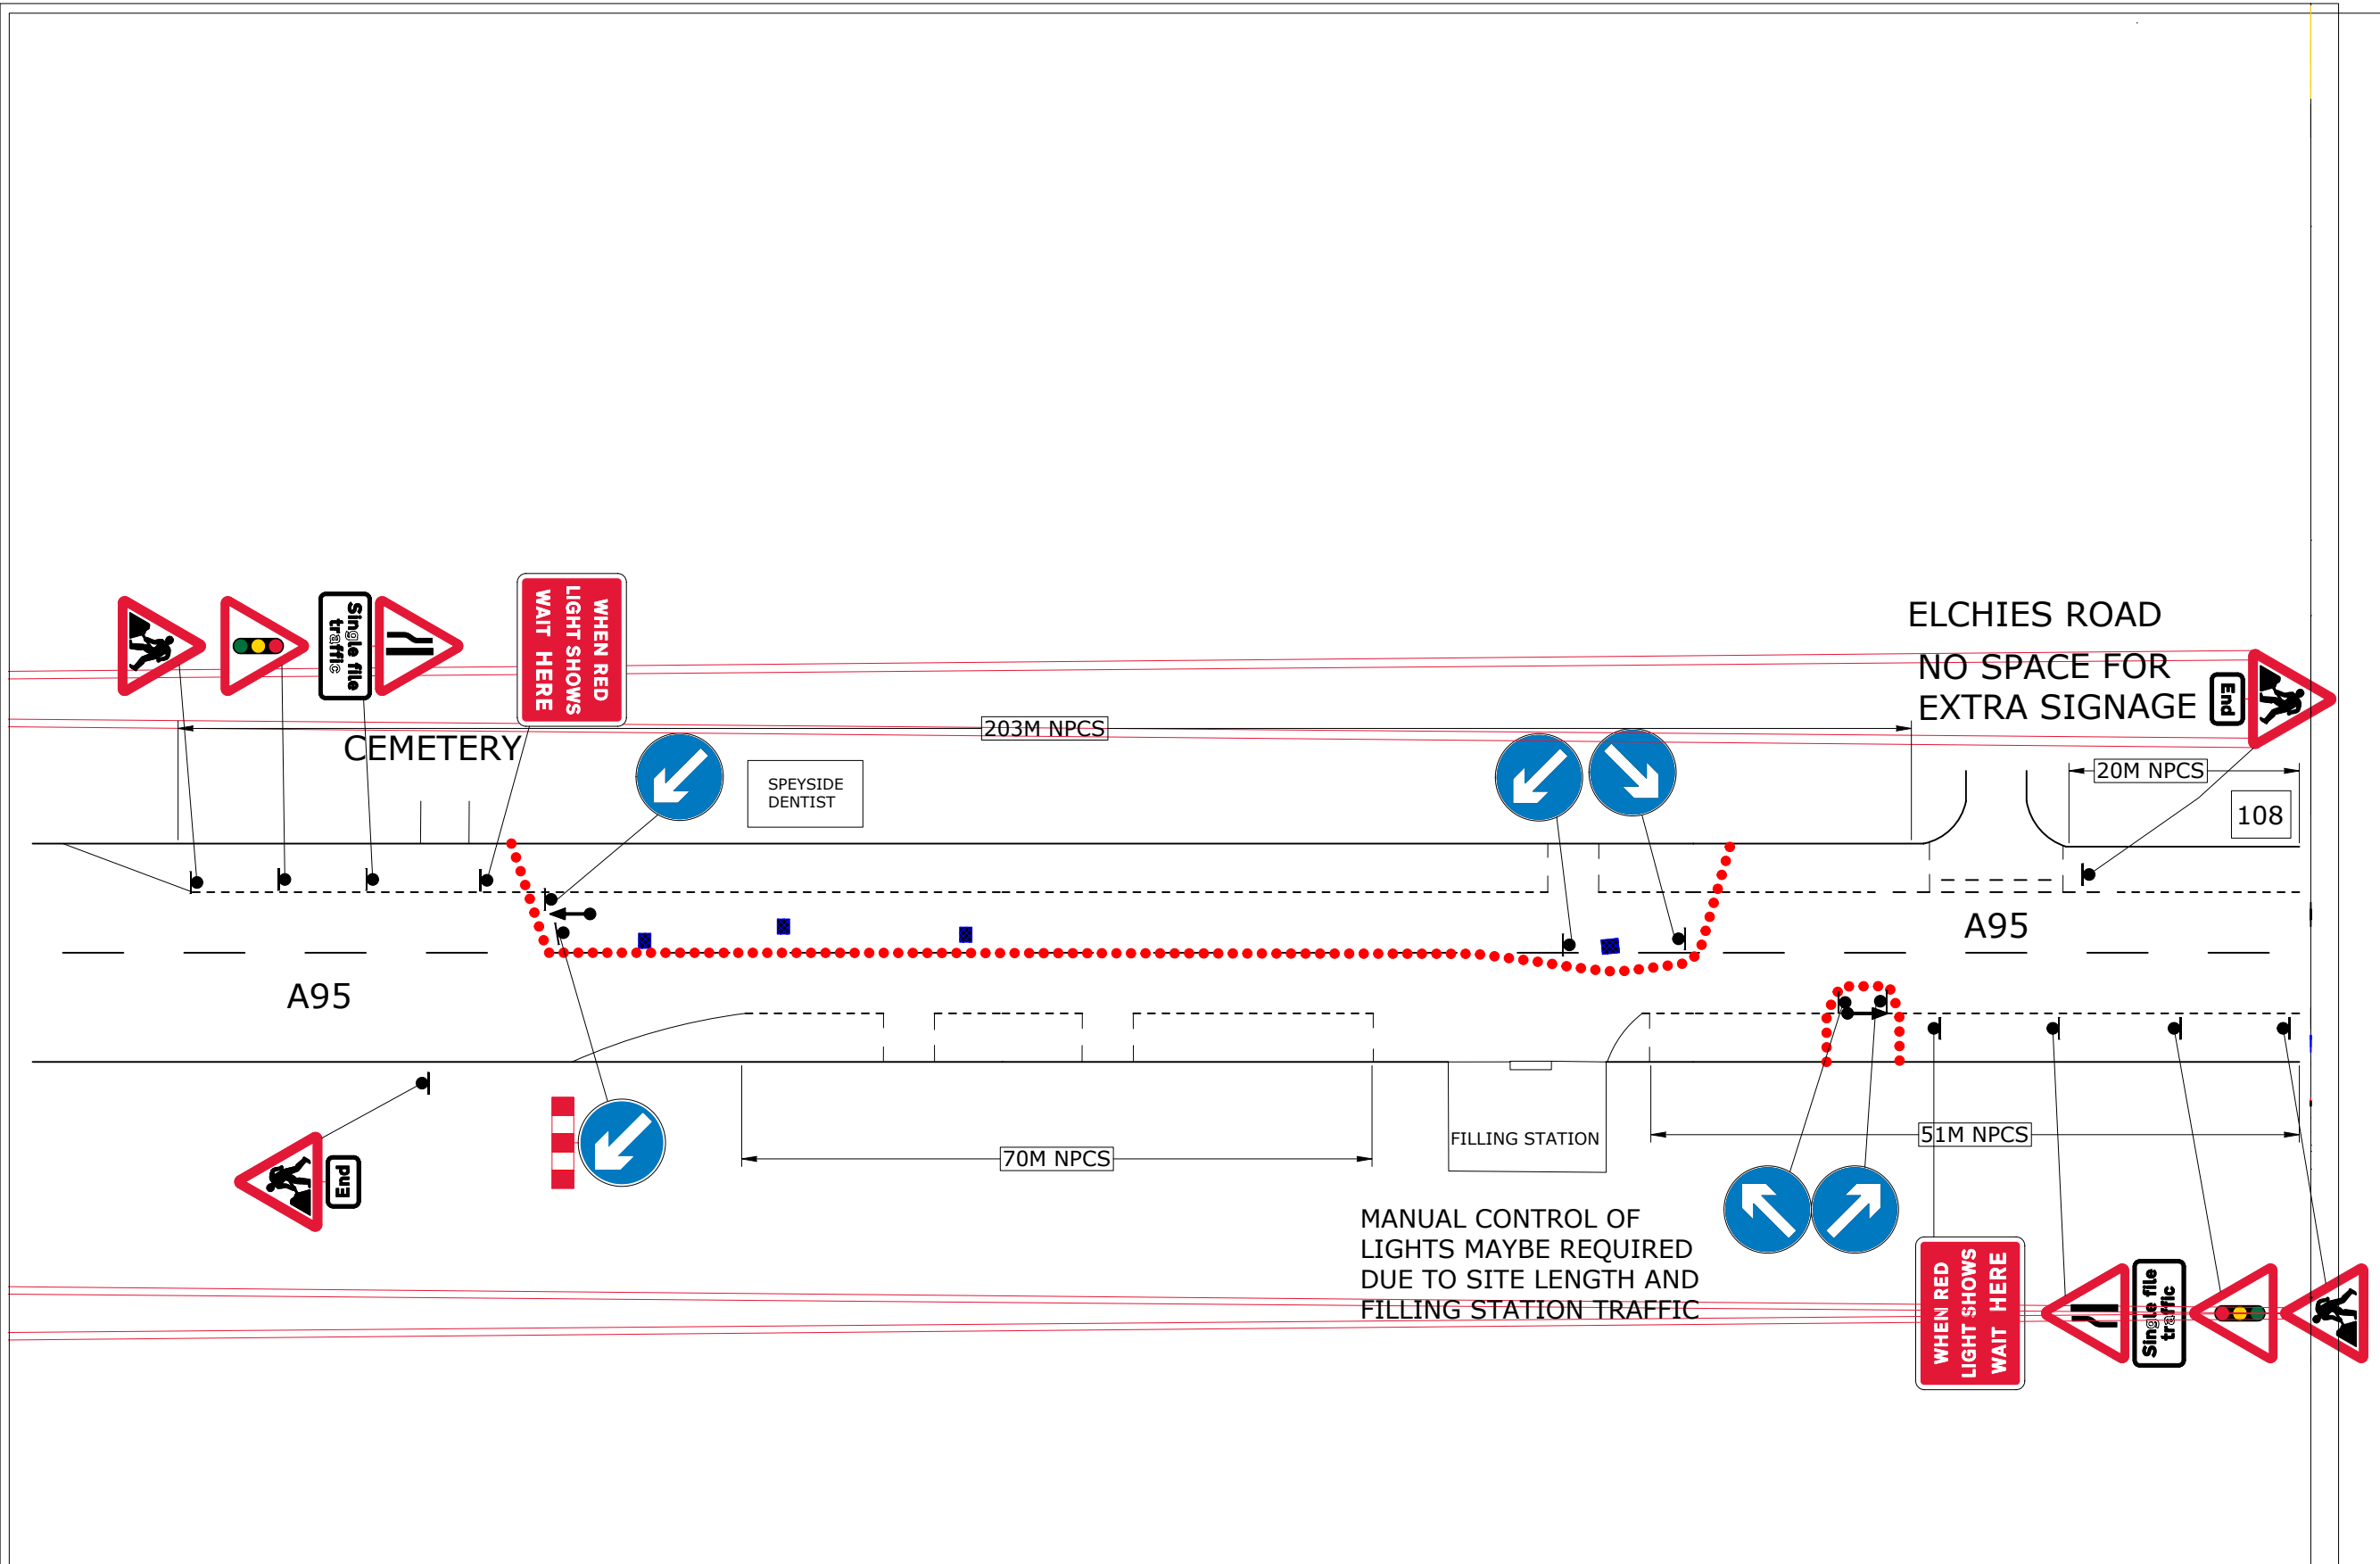 Single file
traffic
WHEN RED
LIGHT SHOWS
WAIT HERE
ELCHIES ROAD
NO SPACE FOR
EXTRA SIGNAGE
End
203M NPCS
CEMETERY
SPEYSIDE
DENTIST
20M NPCS
108
A95
A95
FILLING STATION
51M NPCS
70M NPCS
End
MANUAL CONTROL OF
LIGHTS MAYBE REQUIRED
DUE TO SITE LENGTH AND
FILLING STATION TRAFFIC
WHEN RED
LIGHT SHOWS
WAIT HERE
Single file
traffic